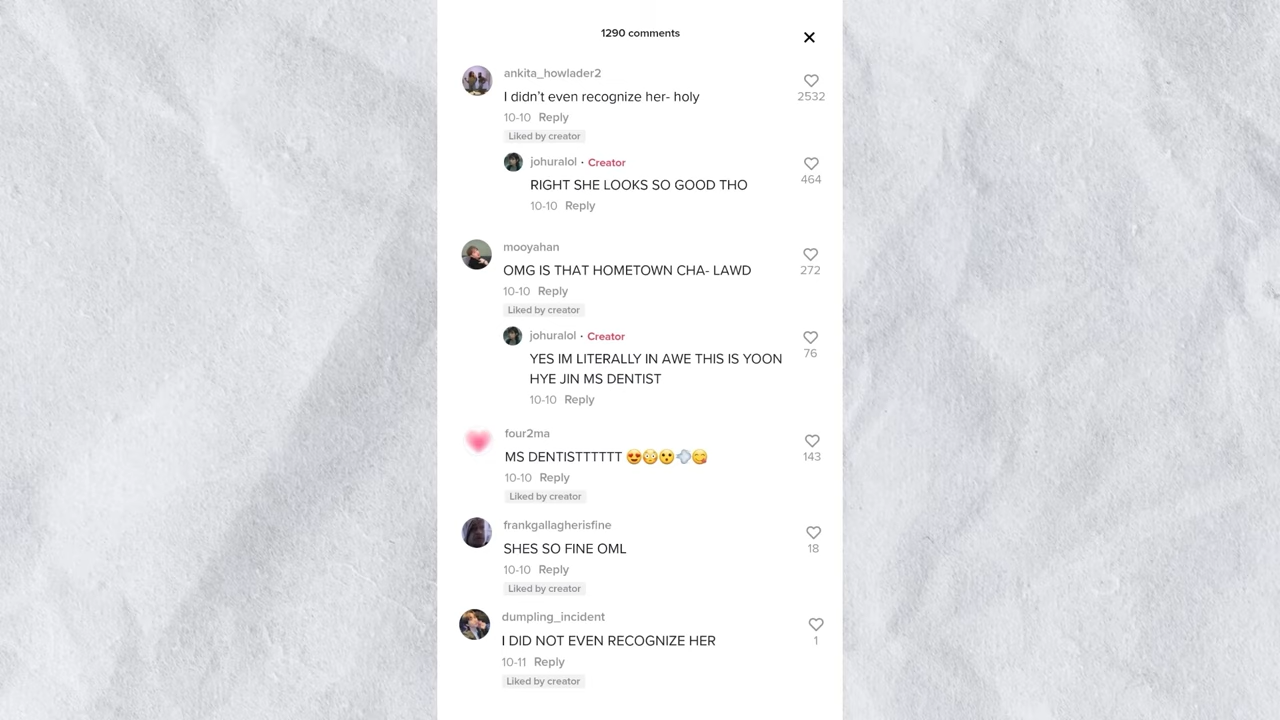 1290 comments
ankita_howlader2
I didn't even recognize her- holy
2532
10-10 Reply
Liked by creator
johuralol · Creator
RIGHT SHE LOOKS SO GOOD THO
464
10-10 Reply
mooyahan
OMG IS THAT HOMETOWN CHA- LAWD
272
10-10 Reply
Liked by creator
johuralol · Creator
YES IM LITERALLY IN AWE THIS IS YOON
76
HYE JIN MS DENTIST
10-10 Reply
four2ma
MS DENTISTTTTTT 😍😳😯💨😋
143
10-10 Reply
Liked by creator
frankgallagherisfine
SHES SO FINE OML
18
10-10 Reply
Liked by creator
dumpling_incident
I DID NOT EVEN RECOGNIZE HER
1
10-11 Reply
Liked by creator